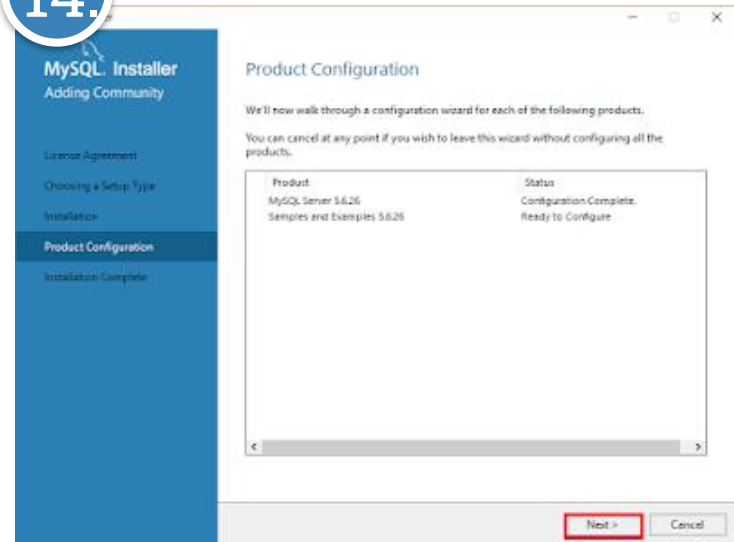 14.
MySQL. Installer
Adding Community
License Agreement
Choosing a Setup Type
Installation
Product Configuration
Installation Complete
Product Configuration
We'll now walk through a configuration wizard for each of the following products.
You can cancel at any point if you wish to leave this wizard without configuring all the
products.
Product Status
MySQL Server 5.6.26 Configuration Complete.
Samples and Examples 5.6.26 Ready to Configure
Next > Cancel